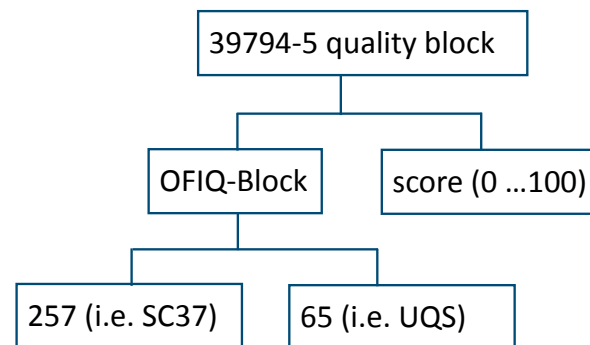 39794-5 quality block
OFIQ-Block
score (0 ...100)
257 (i.e. SC37)
65 (i.e. UQS)